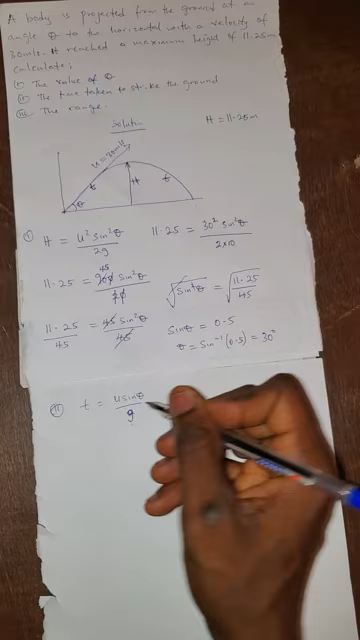 A body is projected from the ground at an
angle θ to the horizontal with a velocity of
30m/s. It reached a maximum height of 11.25m
Calculate;
i) The value of θ
ii) The time taken to strike the ground
iii) The range.
Solution
H = 11.25m
u = 30m/s
t
H
t
θ
i) H = u² sin²θ / 2g
11.25 = 30² sin²θ / 2×10
11.25 = 900 45 sin²θ / 20
√sin²θ = √11.25 / 45
11.25 / 45 = 45 sin²θ / 45
sinθ = 0.5
θ = sin⁻¹(0.5) = 30°
ii) t = u sinθ / g